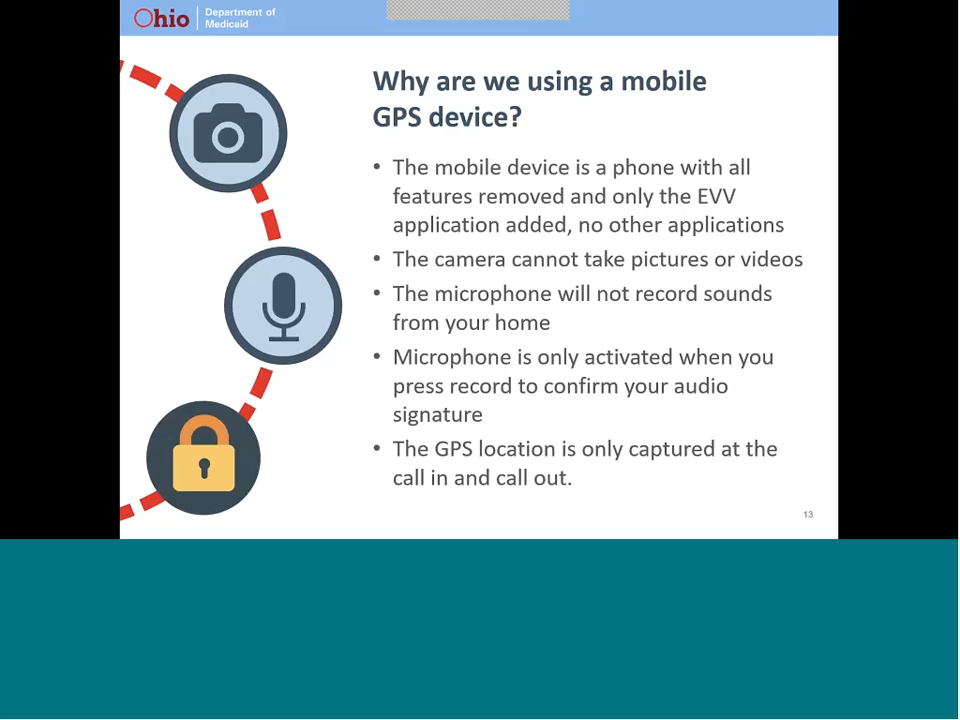 Ohio
Department of
Medicaid
Why are we using a mobile
GPS device?
• The mobile device is a phone with all
features removed and only the EVV
application added, no other applications
• The camera cannot take pictures or videos
• The microphone will not record sounds
from your home
• Microphone is only activated when you
press record to confirm your audio
signature
• The GPS location is only captured at the
call in and call out.
13